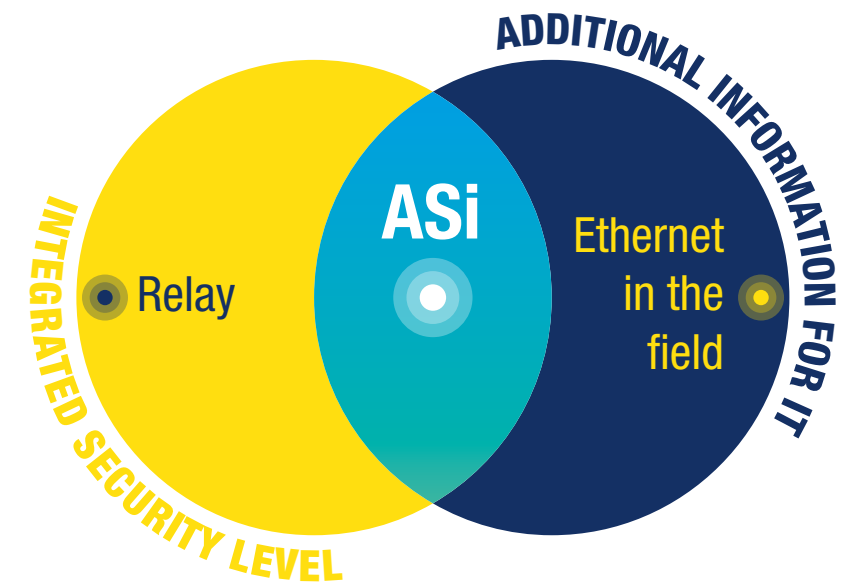 ADDITIONAL INFORMATION FOR IT
INTEGRATED SECURITY LEVEL
Relay
ASi
Ethernet
in the
field